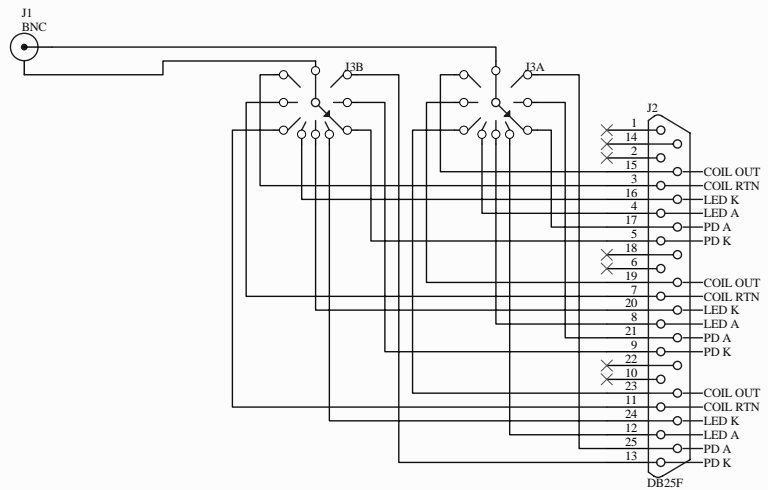 J1
BNC
J3B
J3A
J2
1
14
2
15 COIL OUT
3 COIL RTN
16 LED K
4 LED A
17 PD A
5 PD K
18
6
19 COIL OUT
7 COIL RTN
20 LED K
8 LED A
21 PD A
9 PD K
22
10
23 COIL OUT
11 COIL RTN
24 LED K
12 LED A
25 PD A
13 PD K
DB25F